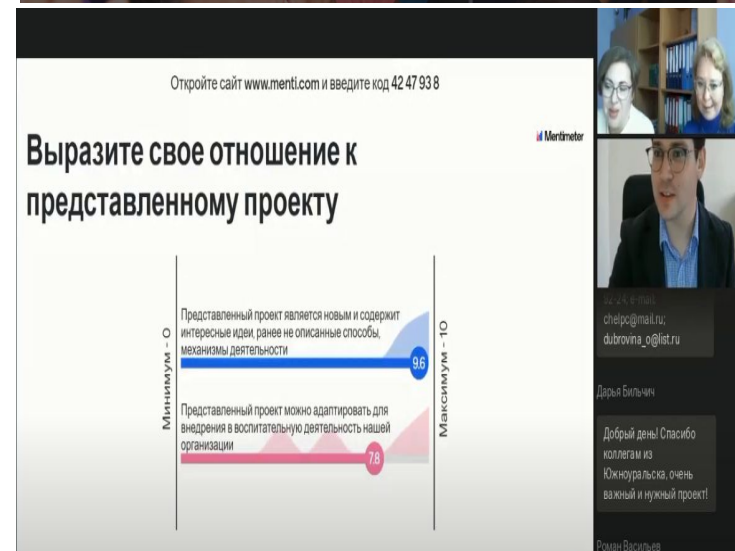 Откройте сайт www.menti.com и введите код 42 47 93 8
Mentimeter
Выразите свое отношение к
представленному проекту
Минимум - 0
Представленный проект является новым и содержит
интересные идеи, ранее не описанные способы,
механизмы деятельности
9.6
Представленный проект можно адаптировать для
внедрения в воспитательную деятельность нашей
организации
7.8
Максимум - 10
92-24, e-mail:
chelpc@mail.ru;
dubrovina_o@list.ru
Дарья Бильчич
Добрый день! Спасибо
коллегам из
Южноуральска, очень
важный и нужный проект!
Роман Васильев